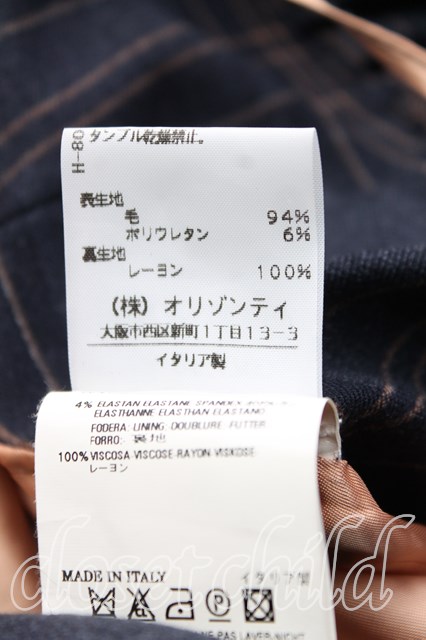 H-80
タンブル乾燥禁止。
表生地
毛 94%
ポリウレタン 6%
裏生地
レーヨン 100%
(株) オリゾンティ
大阪市西区新町1丁目13-3
イタリア製
4% ELASTAN ELASTANE SPANDEX
ELASTHANNE ELASTHAN ELASTANO
FODERA: LINING DOUBLURE FUTTER
FORRO:
100% VISCOSA VISCOSE-RAYON VISKOSE
レーヨン
MADE IN ITALY イタリア製
closet child